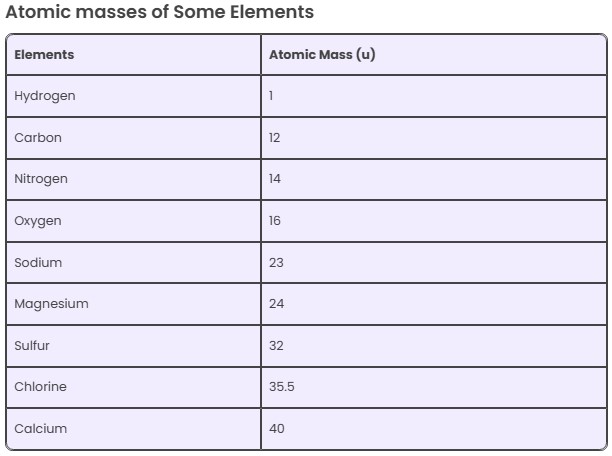 Atomic masses of Some Elements
Elements Atomic Mass (u)
Hydrogen 1
Carbon 12
Nitrogen 14
Oxygen 16
Sodium 23
Magnesium 24
Sulfur 32
Chlorine 35.5
Calcium 40